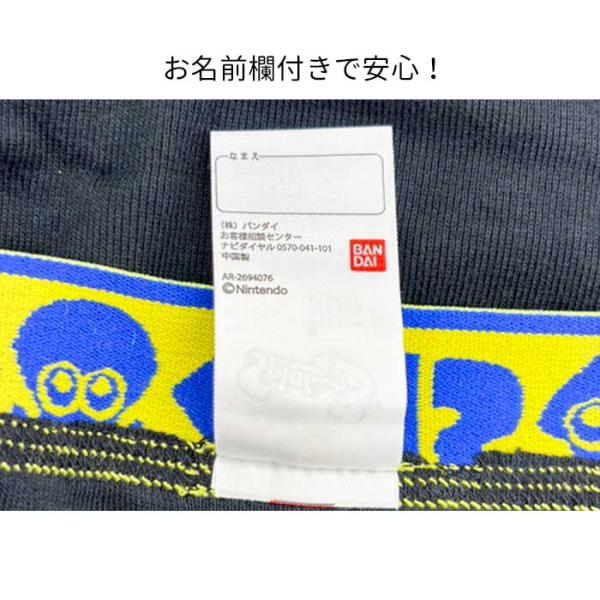 お名前欄付きで安心！
なまえ
（株）バンダイ
お客様相談センター
ナビダイヤル 0570-041-101
中国製
BAN
DAI
AR-2694076
©Nintendo